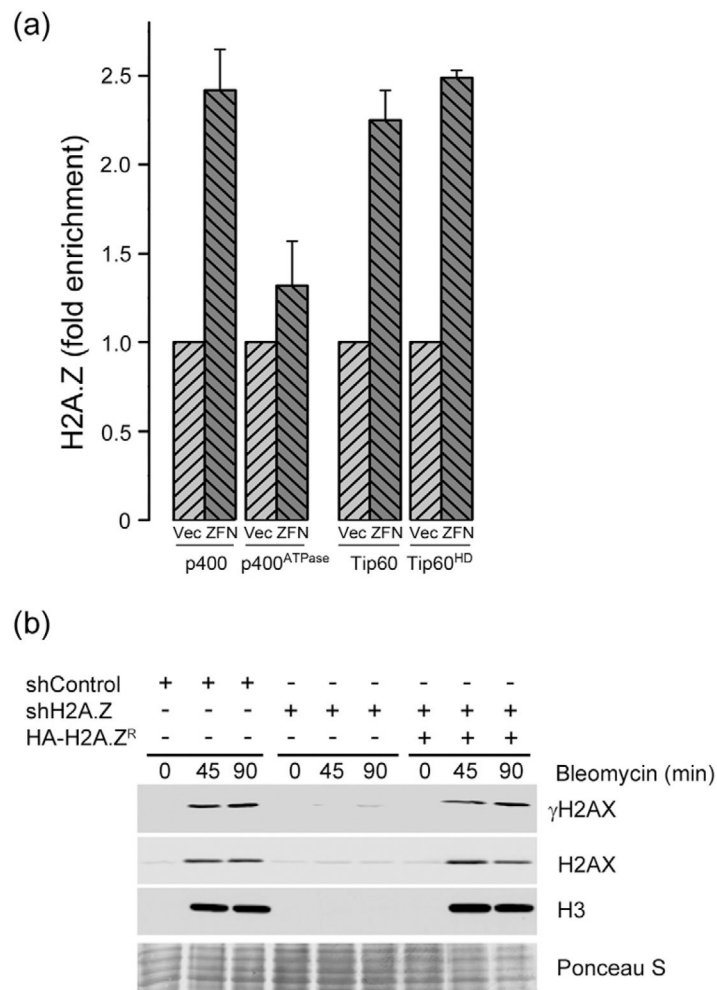 (a)
H2A.Z (fold enrichment)
2.5
2.0
1.5
1.0
0.5
0
Vec ZFN Vec ZFN Vec ZFN Vec ZFN
p400 p400ATPase Tip60 Tip60HD
(b)
shControl + + + - - - - - -
shH2A.Z - - - + + + + + +
HA-H2A.ZR - - - - - - + + +
0 45 90 0 45 90 0 45 90 Bleomycin (min)
γH2AX
H2AX
H3
Ponceau S